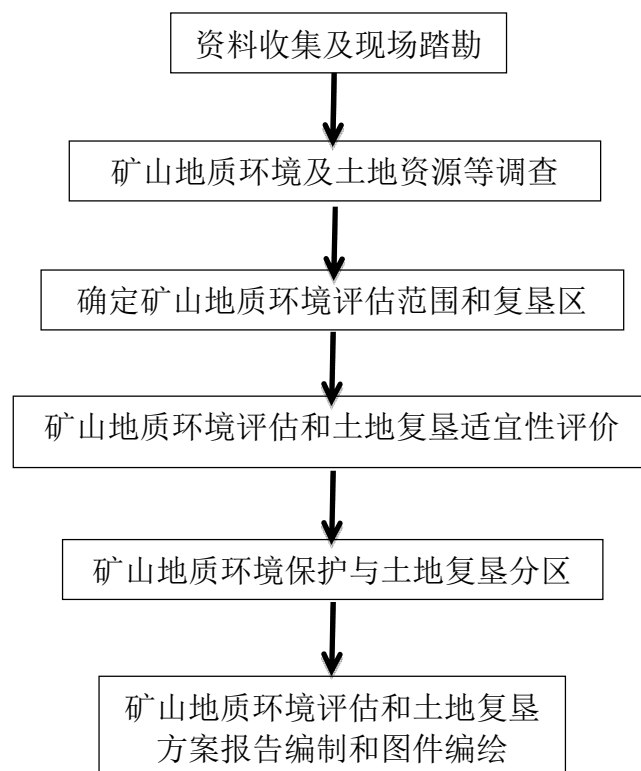 资料收集及现场踏勘
矿山地质环境及土地资源等调查
确定矿山地质环境评估范围和复垦区
矿山地质环境评估和土地复垦适宜性评价
矿山地质环境保护与土地复垦分区
矿山地质环境评估和土地复垦
方案报告编制和图件编绘